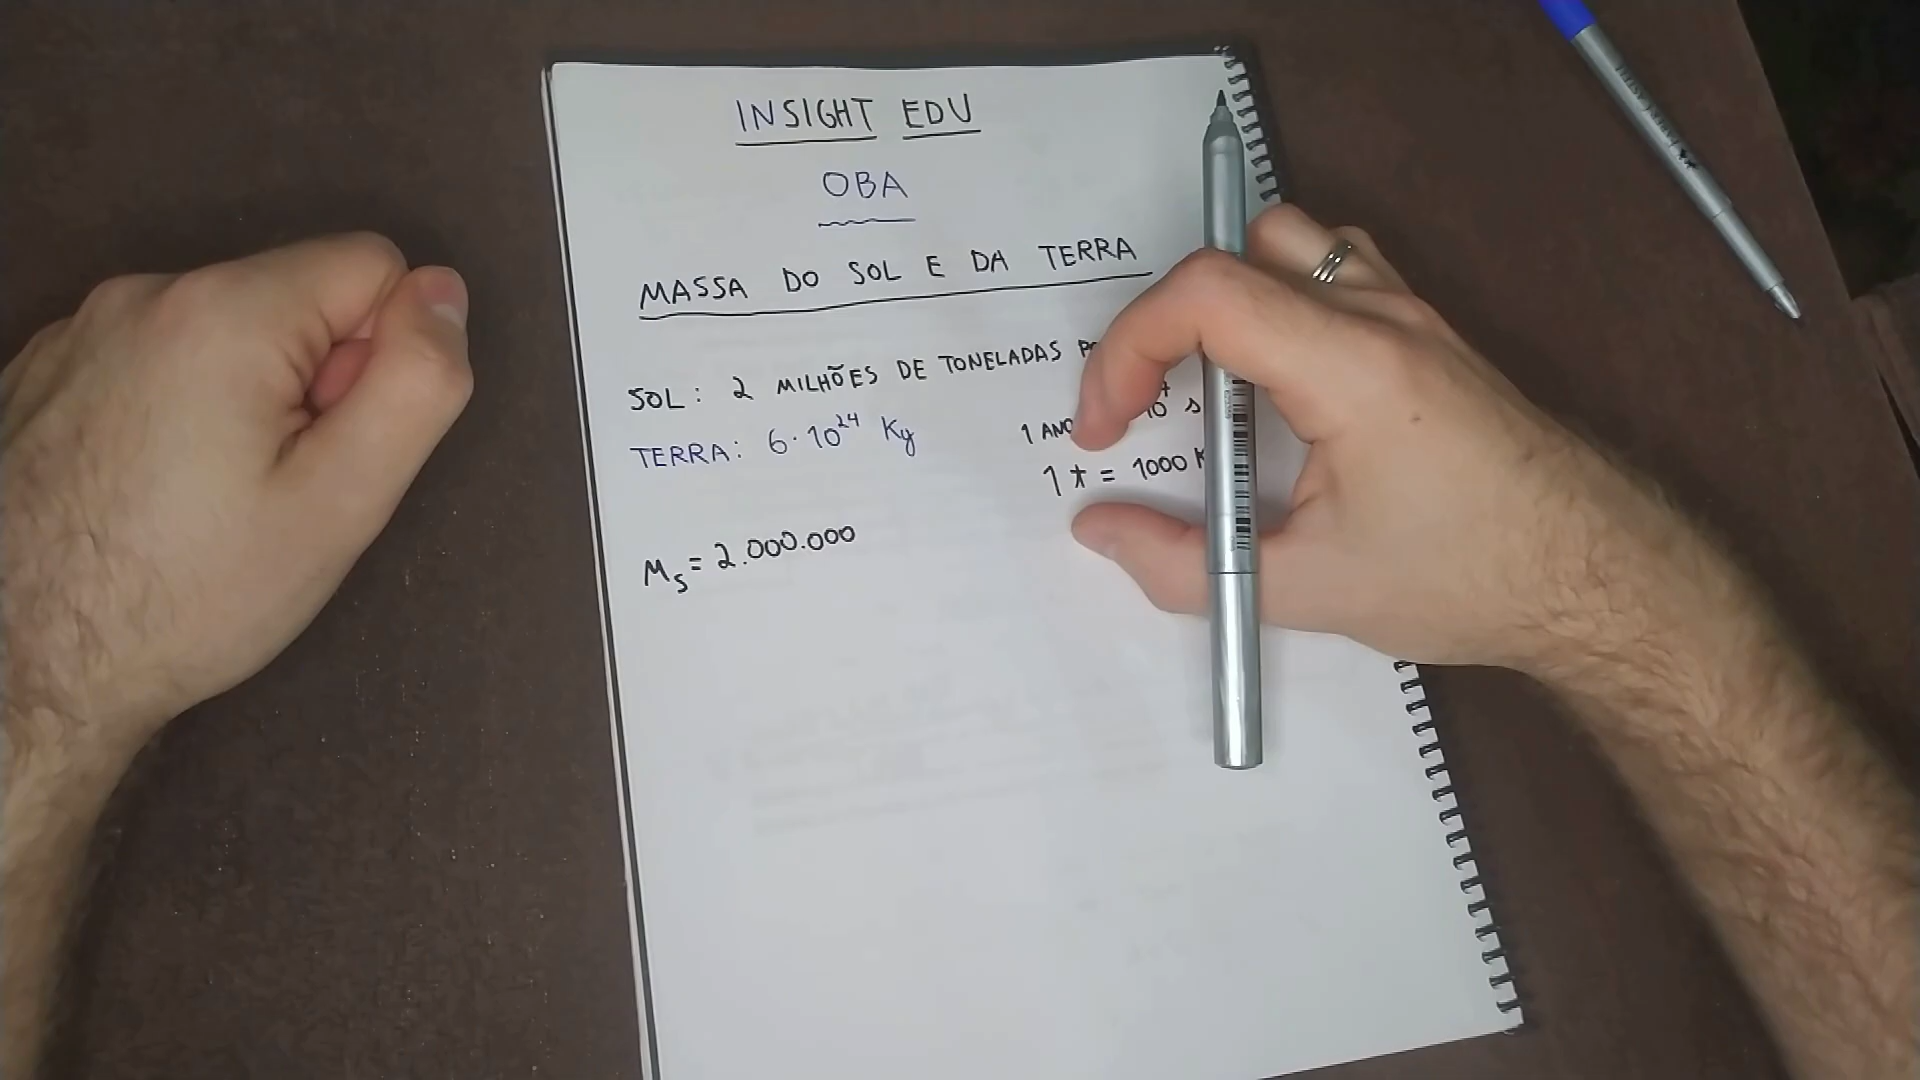 INSIGHT EDU
OBA
MASSA DO SOL E DA TERRA
SOL: 2 MILHÕES DE TONELADAS
TERRA: 6·10²⁴ Kg
1 ANO 10⁷ s
1 t = 1000
Mₛ = 2.000.000